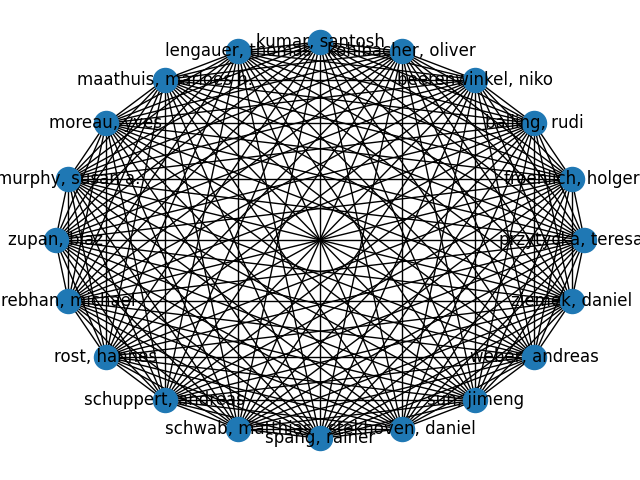 kumar, santosh
lengauer, thomas
kohlbacher, oliver
maathuis, marloes h.
beerenwinkel, niko
moreau, yves
balling, rudi
murphy, susan a.
froehlich, holger
zupan, blaz
przytycka, teresa
rebhan, michael
ziemek, daniel
rost, hannes
weber, andreas
schuppert, andreas
sun, jimeng
schwab, matthias
stekhoven, daniel
spang, rainer